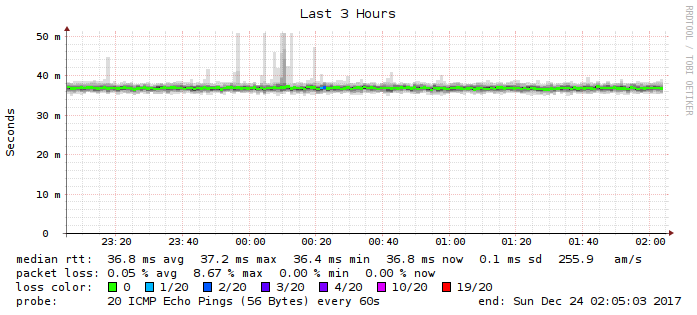 Last 3 Hours
RRDTOOL / TOBI OETIKER
Seconds
50 m
40 m
30 m
20 m
10 m
0
23:20 23:40 00:00 00:20 00:40 01:00 01:20 01:40 02:00
median rtt: 36.8 ms avg 37.2 ms max 36.4 ms min 36.8 ms now 0.1 ms sd 255.9 am/s
packet loss: 0.05 % avg 8.67 % max 0.00 % min 0.00 % now
loss color: 0 1/20 2/20 3/20 4/20 10/20 19/20
probe: 20 ICMP Echo Pings (56 Bytes) every 60s end: Sun Dec 24 02:05:03 2017